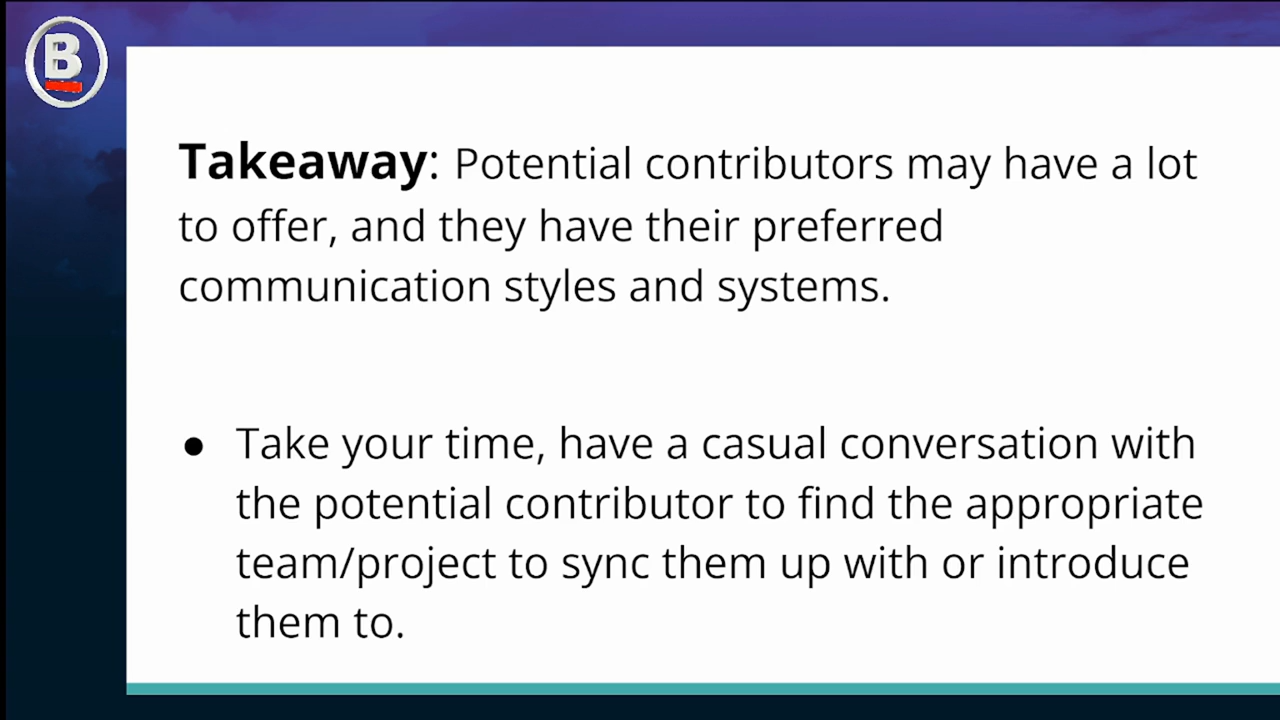 B
Takeaway: Potential contributors may have a lot
to offer, and they have their preferred
communication styles and systems.
● Take your time, have a casual conversation with
the potential contributor to find the appropriate
team/project to sync them up with or introduce
them to.